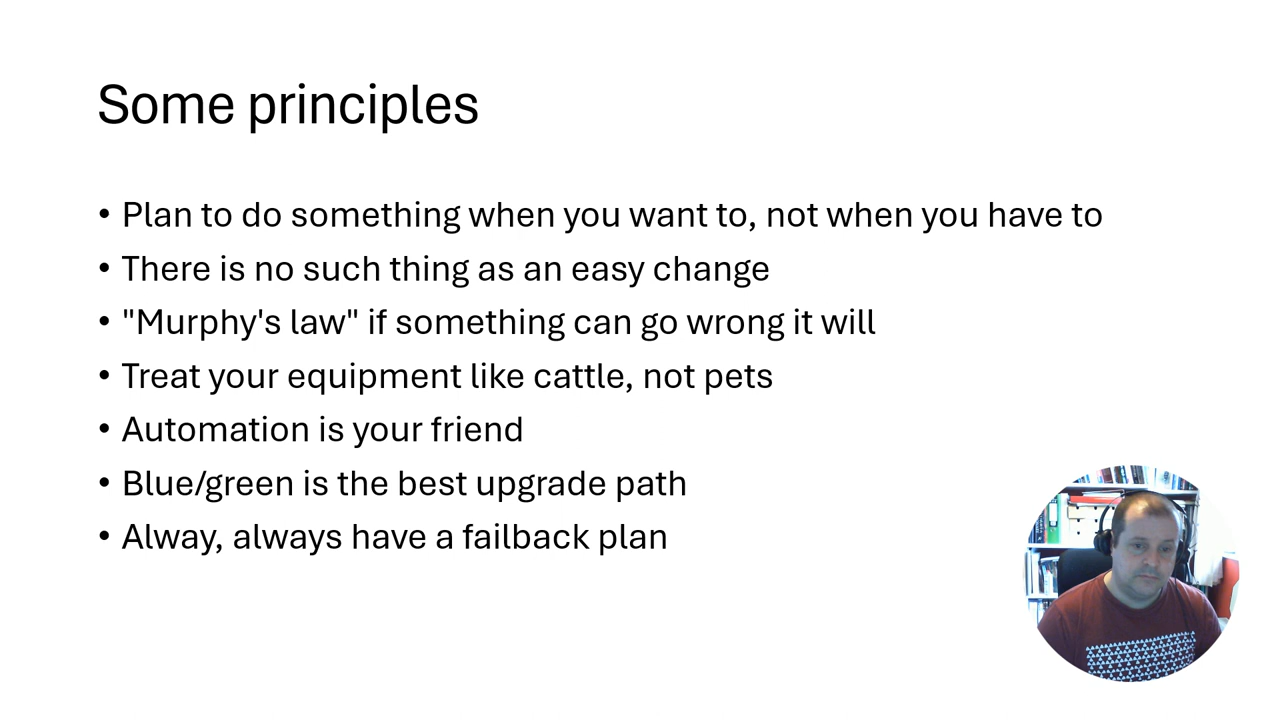 Some principles
• Plan to do something when you want to, not when you have to
• There is no such thing as an easy change
• "Murphy's law" if something can go wrong it will
• Treat your equipment like cattle, not pets
• Automation is your friend
• Blue/green is the best upgrade path
• Alway, always have a failback plan